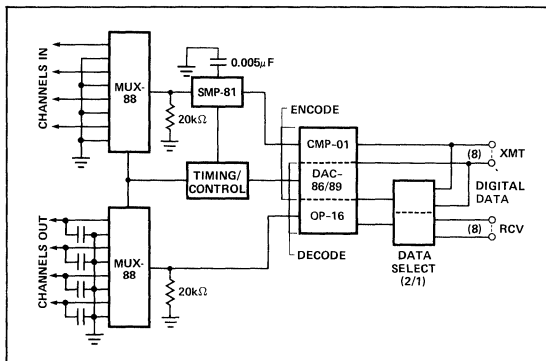 CHANNELS IN
MUX-
88
0.005μF
SMP-81
20kΩ
ENCODE
CMP-01
DAC-
86/89
OP-16
DECODE
TIMING/
CONTROL
(8)
XMT
DIGITAL
DATA
(8)
RCV
DATA
SELECT
(2/1)
CHANNELS OUT
MUX-
88
20kΩ